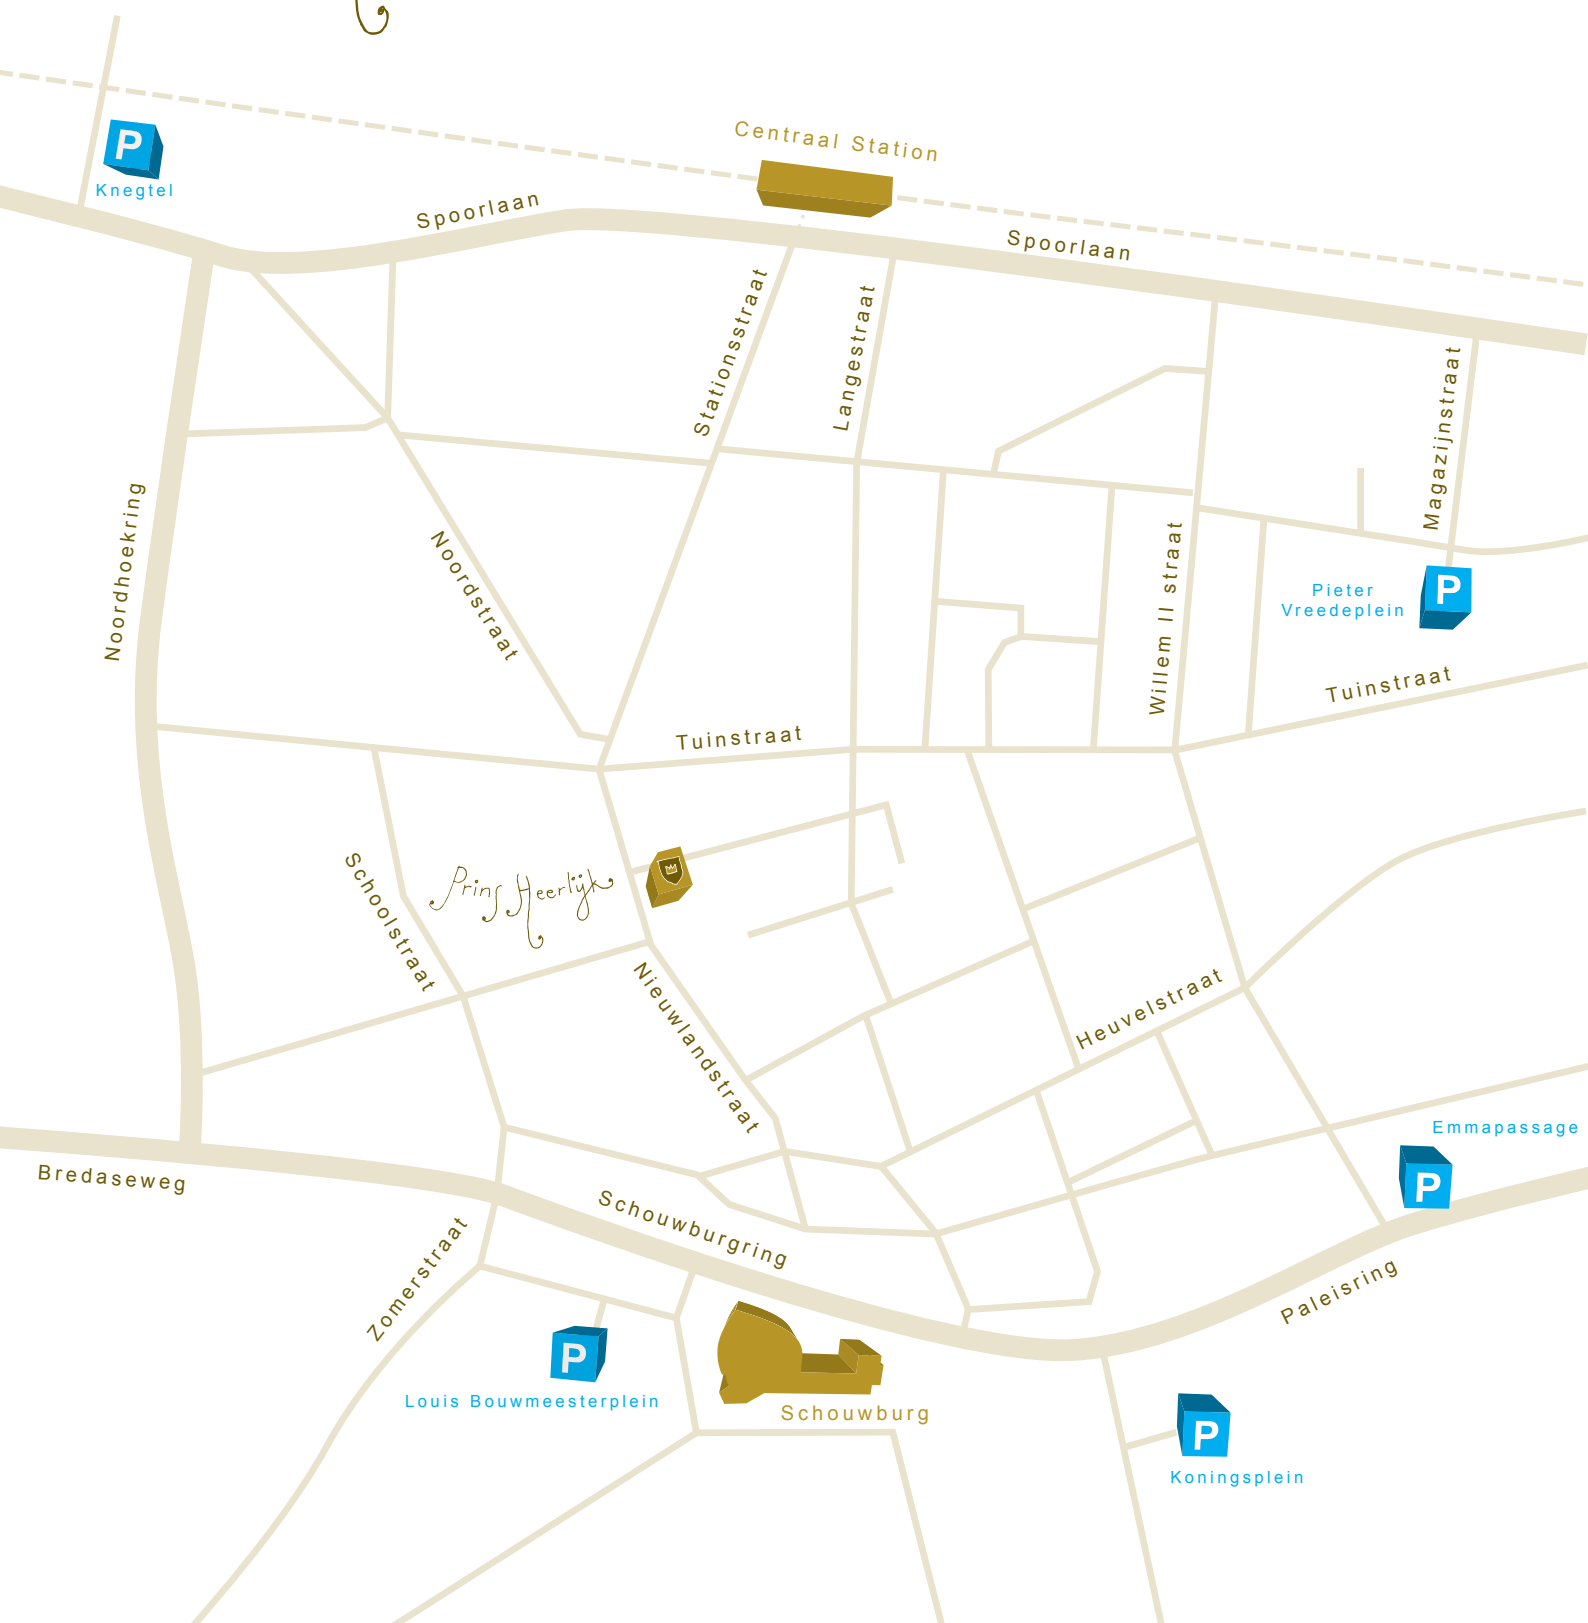 Centraal Station
P
Knegtel
Spoorlaan
Spoorlaan
Stationsstraat
Langestraat
Magazijnstraat
Noordhoekring
Noordstraat
Willem II straat
P
Pieter
Vreedeplein
Tuinstraat
Tuinstraat
Schoolstraat
Prins Heerlijk
Nieuwlandstraat
Heuvelstraat
Emmapassage
P
Bredaseweg
Schouwburgring
Zomerstraat
Paleisring
P
Louis Bouwmeesterplein
Schouwburg
P
Koningsplein